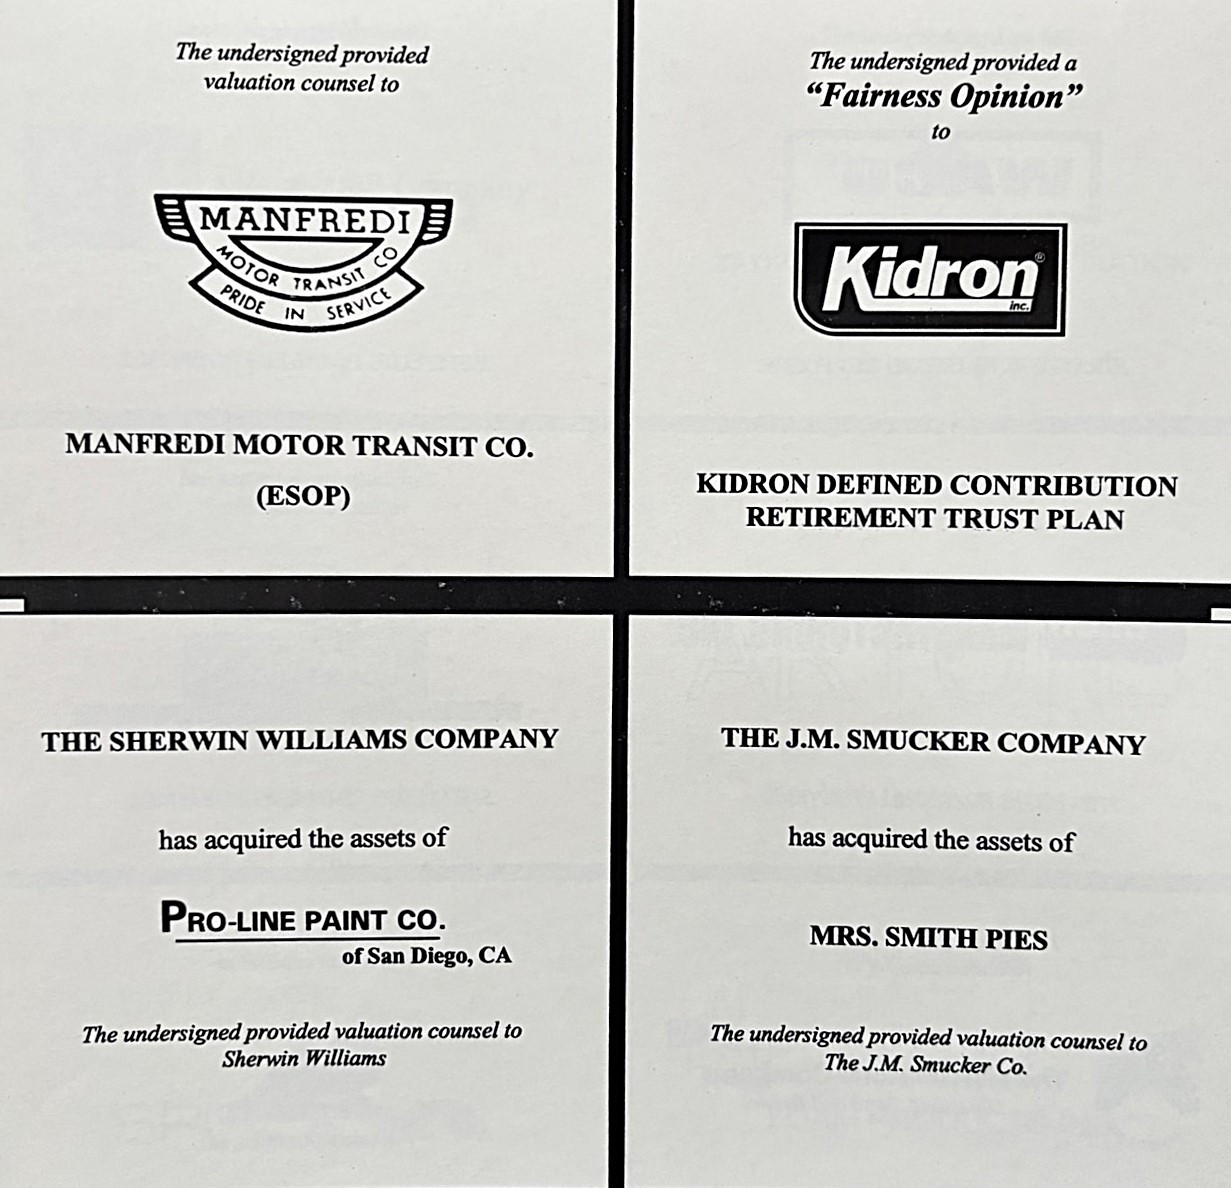 The undersigned provided
valuation counsel to
MANFREDI
MOTOR TRANSIT CO
PRIDE IN SERVICE
MANFREDI MOTOR TRANSIT CO.
(ESOP)
The undersigned provided a
“Fairness Opinion”
to
Kidron®
inc.
KIDRON DEFINED CONTRIBUTION
RETIREMENT TRUST PLAN
THE SHERWIN WILLIAMS COMPANY
has acquired the assets of
PRO-LINE PAINT CO.
of San Diego, CA
The undersigned provided valuation counsel to
Sherwin Williams
THE J.M. SMUCKER COMPANY
has acquired the assets of
MRS. SMITH PIES
The undersigned provided valuation counsel to
The J.M. Smucker Co.